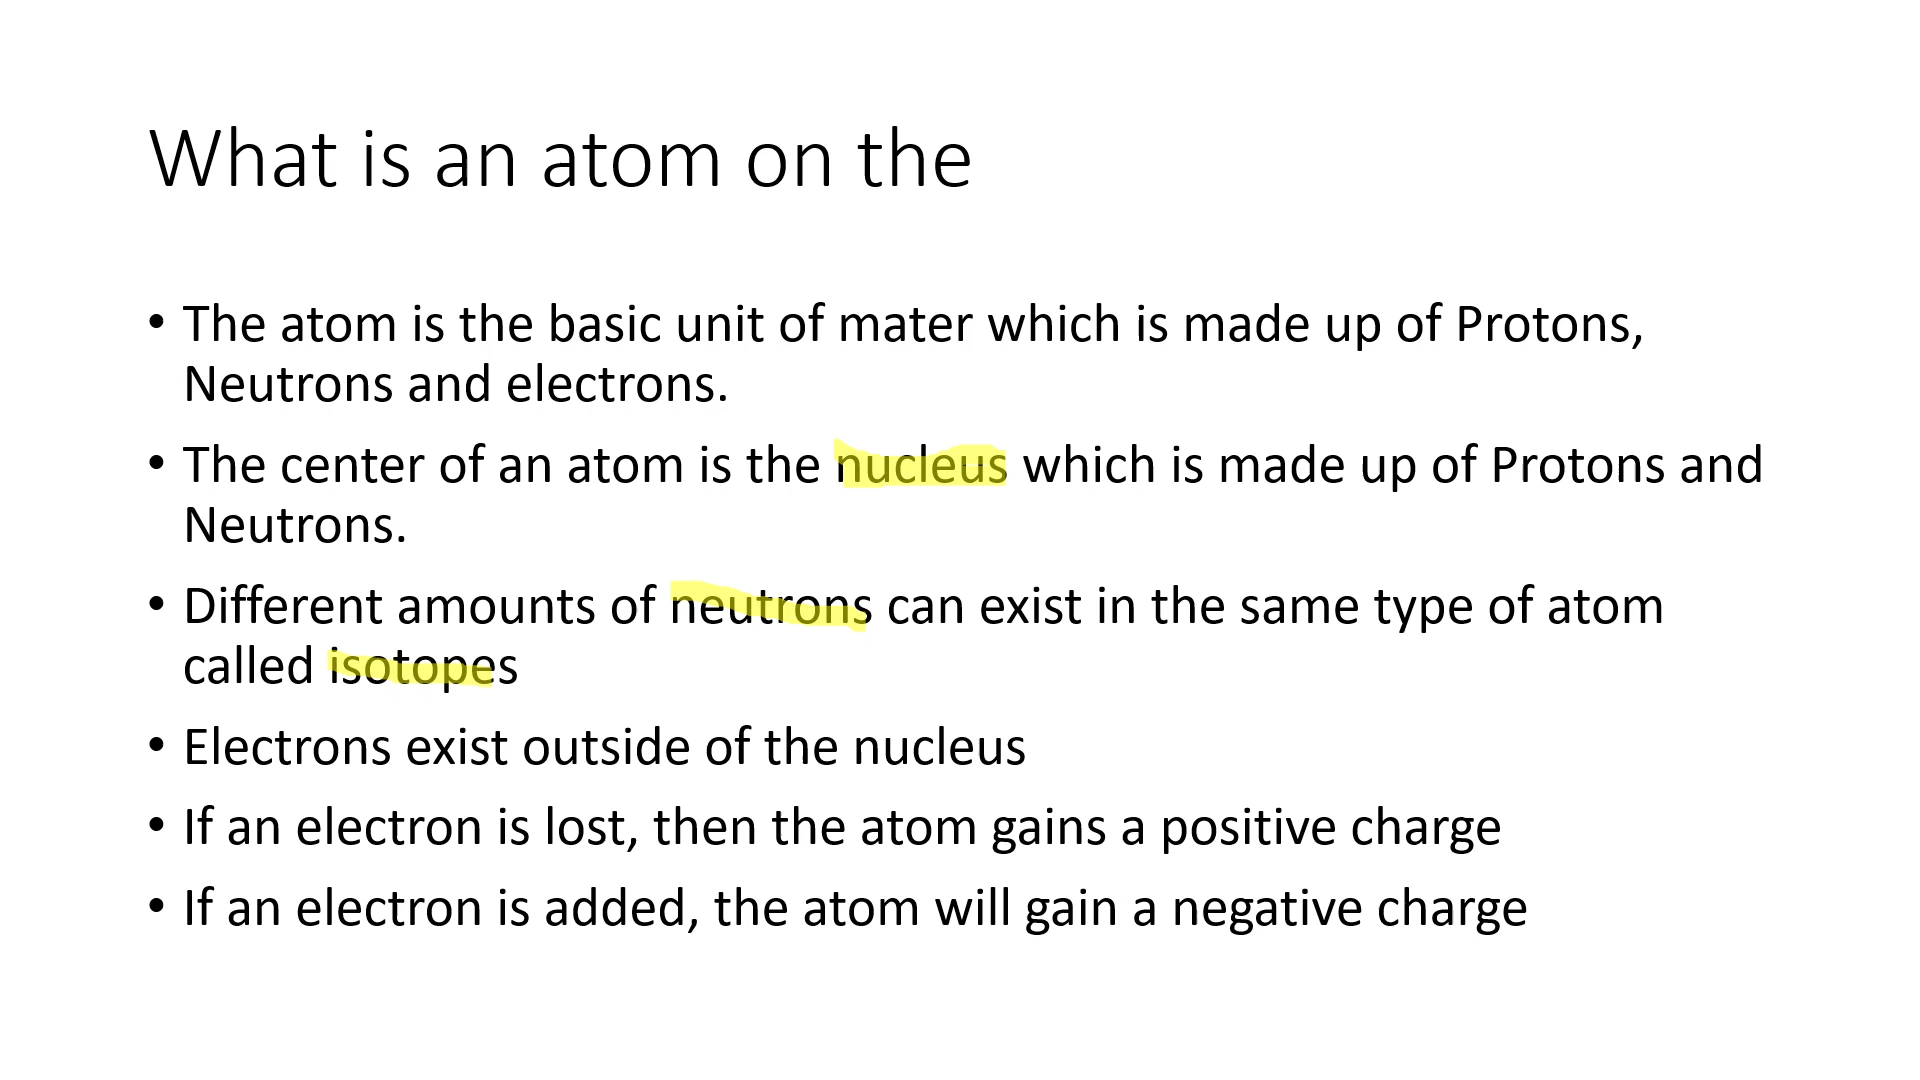 What is an atom on the
• The atom is the basic unit of mater which is made up of Protons,
Neutrons and electrons.
• The center of an atom is the nucleus which is made up of Protons and
Neutrons.
• Different amounts of neutrons can exist in the same type of atom
called isotopes
• Electrons exist outside of the nucleus
• If an electron is lost, then the atom gains a positive charge
• If an electron is added, the atom will gain a negative charge